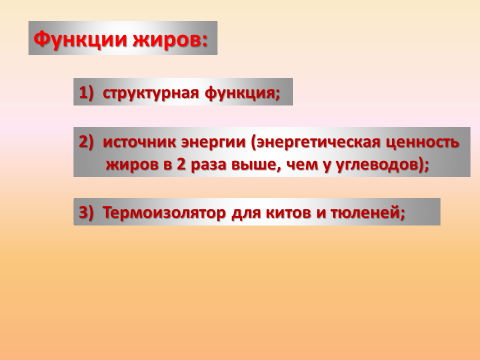 Функции жиров:
1) структурная функция;
2) источник энергии (энергетическая ценность
жиров в 2 раза выше, чем у углеводов);
3) Термоизолятор для китов и тюленей;